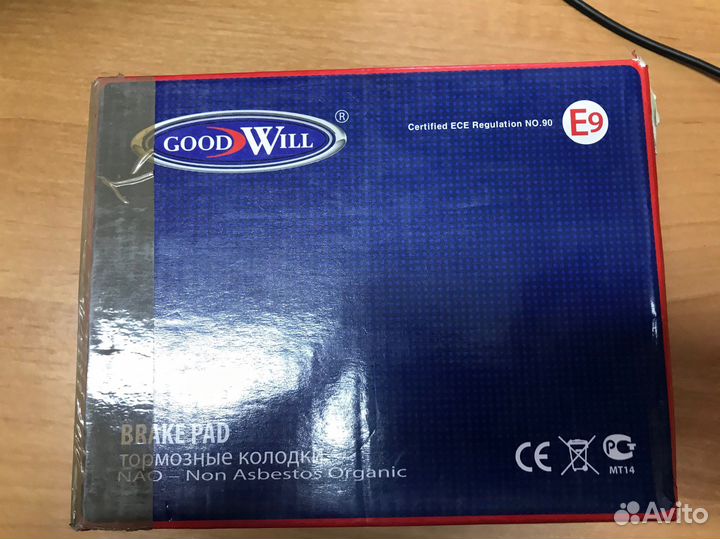 GOOD WILL ®
Certified ECE Regulation NO.90
E9
BRAKE PAD
тормозные колодки
NAO – Non Asbestos Organic
CE
РСТ
MT14
Avito